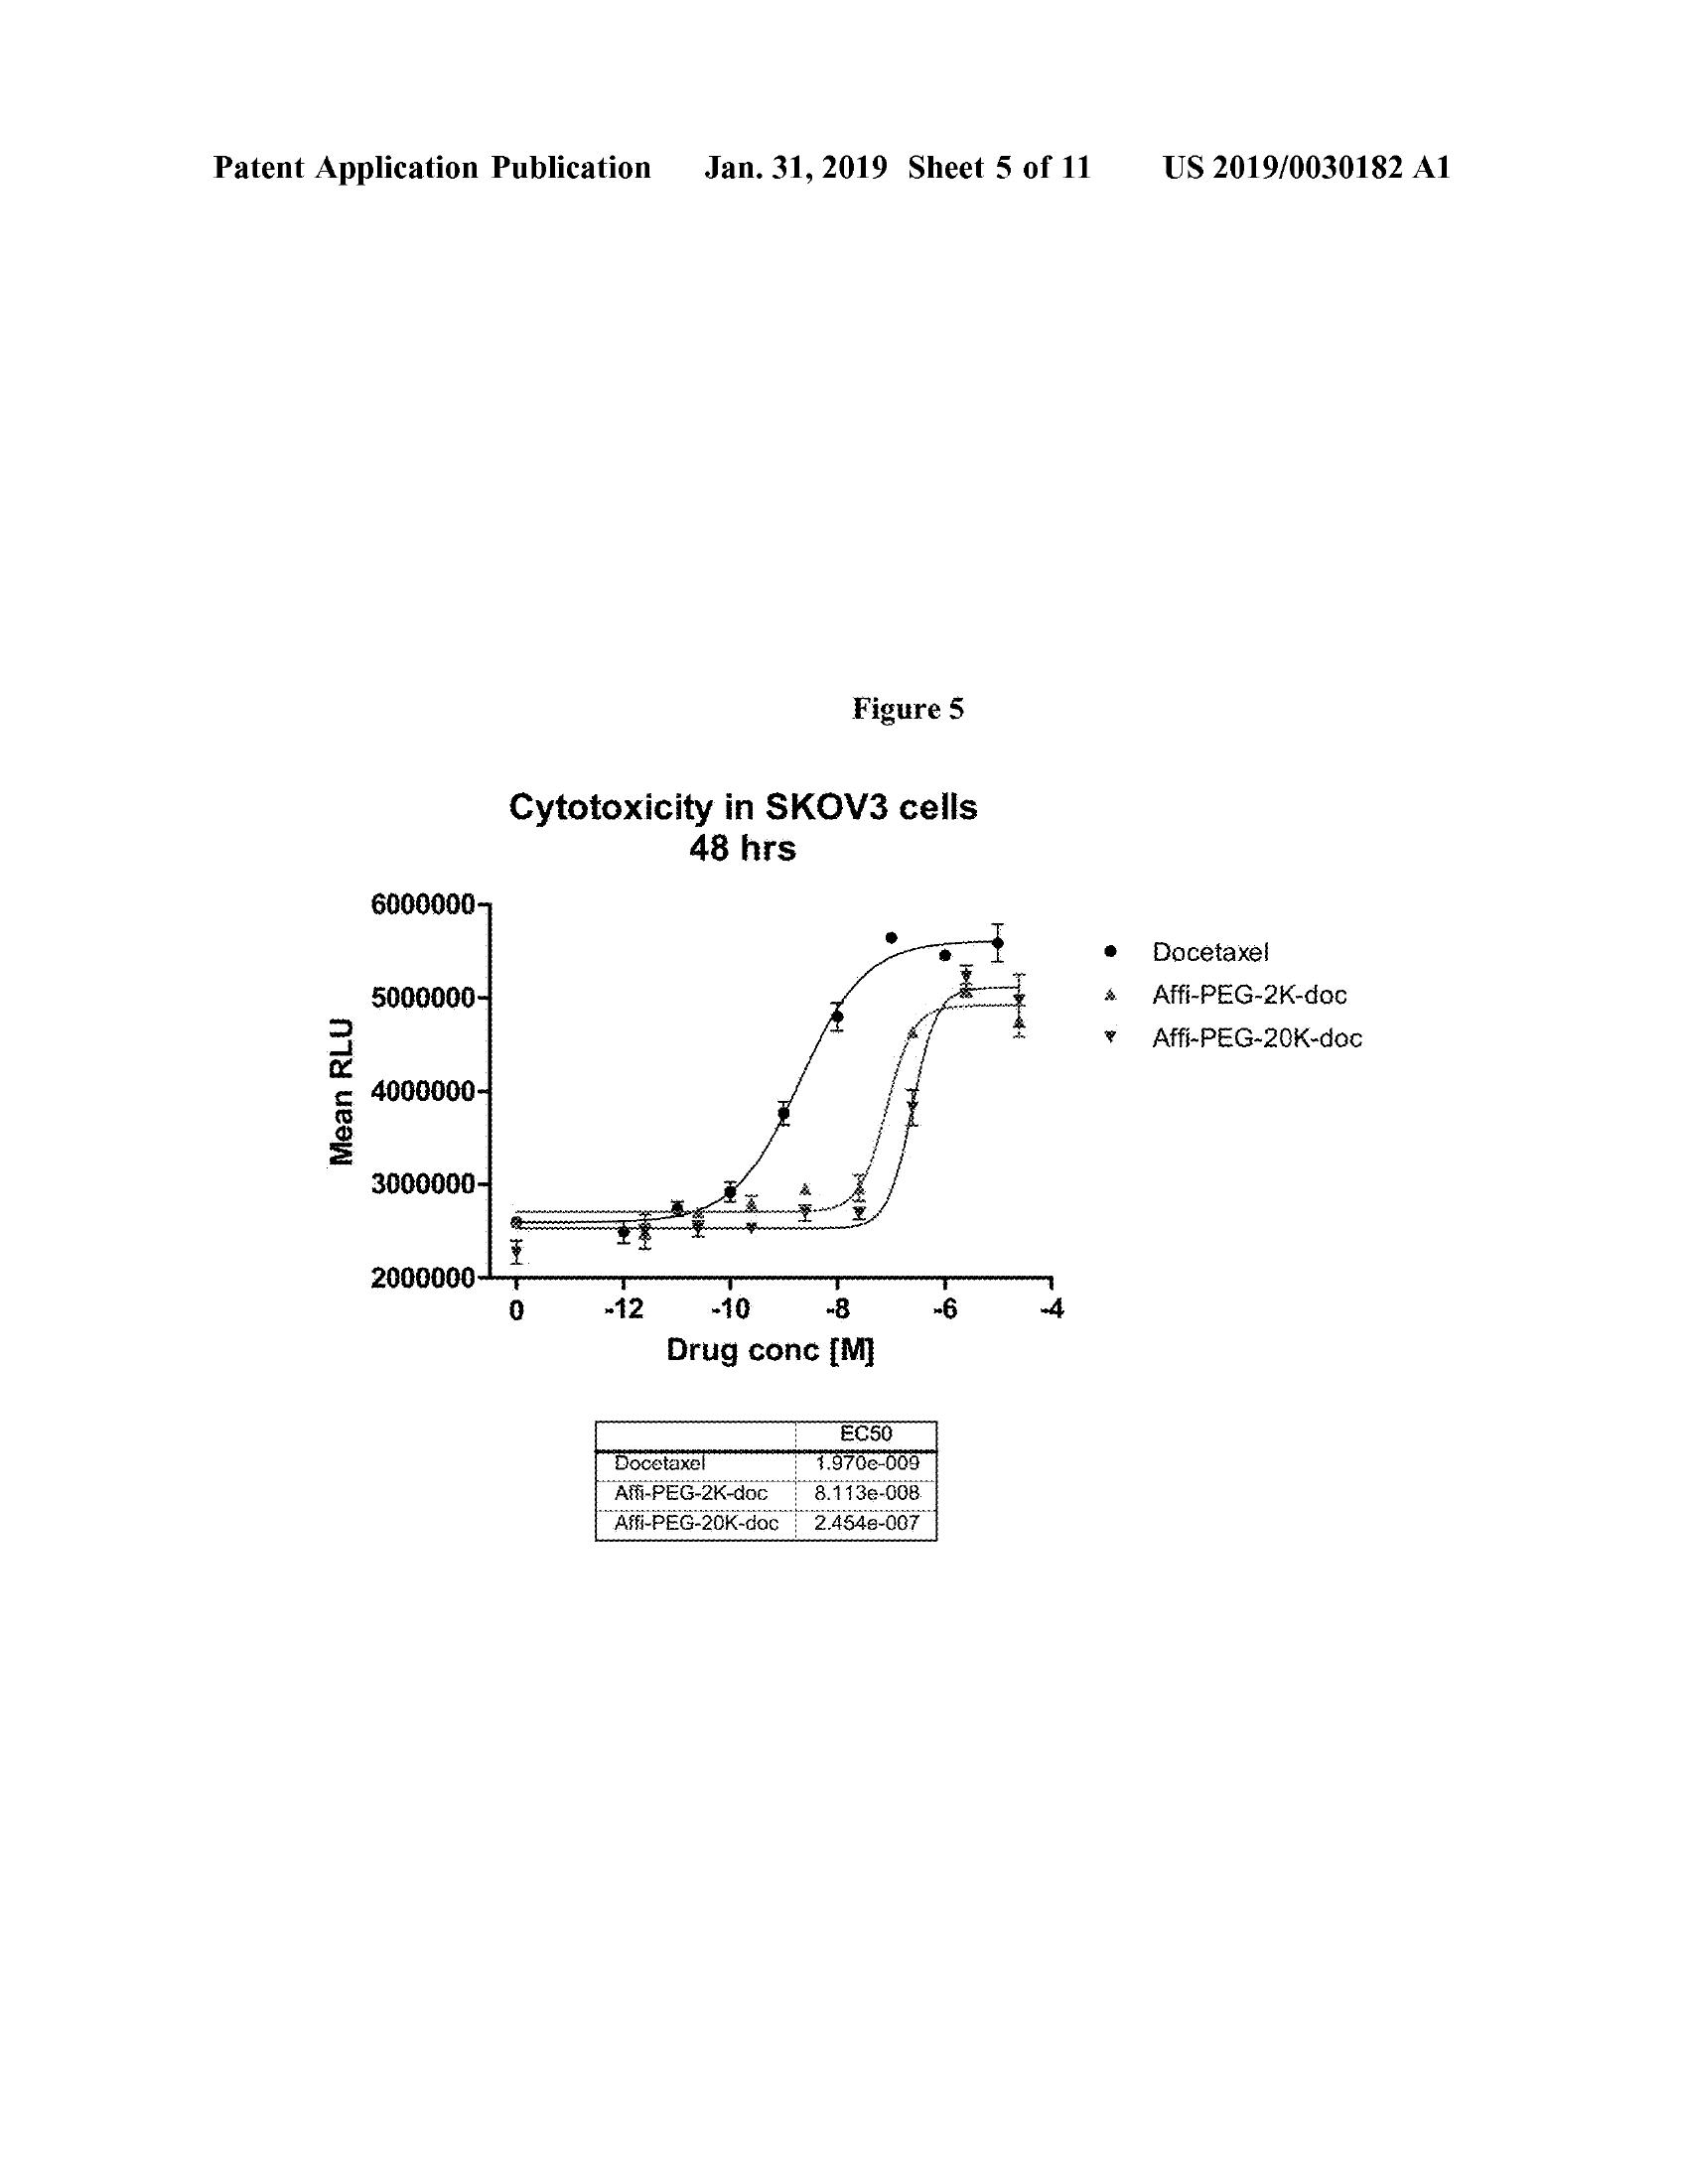 Patent Application Publication Jan. 31, 2019 Sheet 5 of 11 US 2019/0030182 A1
Figure 5
Cytotoxicity in SKOV3 cells
48 hrs
6000000
5000000
4000000
3000000
2000000
Mean RLU
0 -12 -10 -8 -6 -4
Drug conc [M]
Docetaxel
Affi-PEG-2K-doc
Affi-PEG-20K-doc
EC50
Docetaxel 1.970e-009
Affi-PEG-2K-doc 8.113e-008
Affi-PEG-20K-doc 2.454e-007